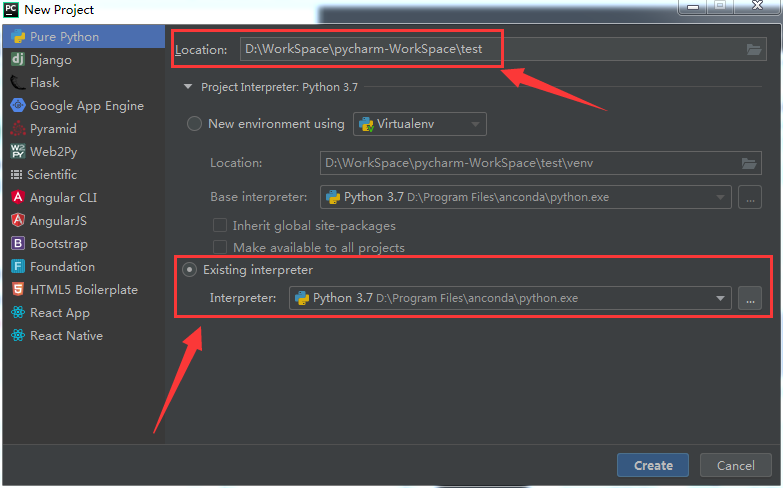 New Project
Pure Python
Django
Flask
Google App Engine
Pyramid
Web2Py
Scientific
Angular CLI
AngularJS
Bootstrap
Foundation
HTML5 Boilerplate
React App
React Native
Location: D:\WorkSpace\pycharm-WorkSpace\test
Project Interpreter: Python 3.7
New environment using Virtualenv
Location: D:\WorkSpace\pycharm-WorkSpace\test\venv
Base interpreter: Python 3.7 D:\Program Files\anconda\python.exe ...
Inherit global site-packages
Make available to all projects
Existing interpreter
Interpreter: Python 3.7 D:\Program Files\anconda\python.exe ...
Create Cancel